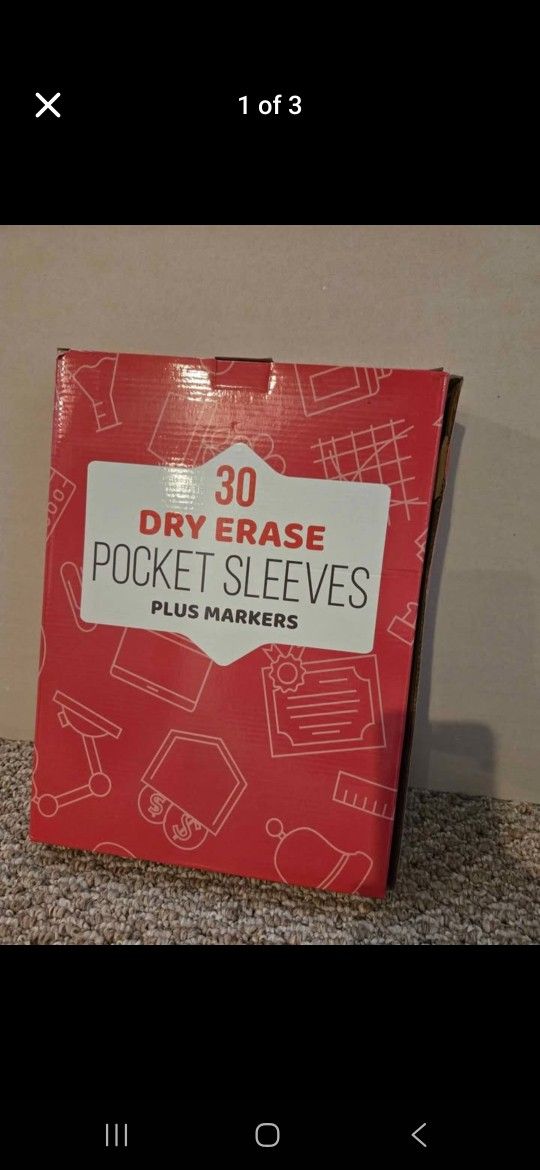 1 of 3
30
DRY ERASE
POCKET SLEEVES
PLUS MARKERS
$
$